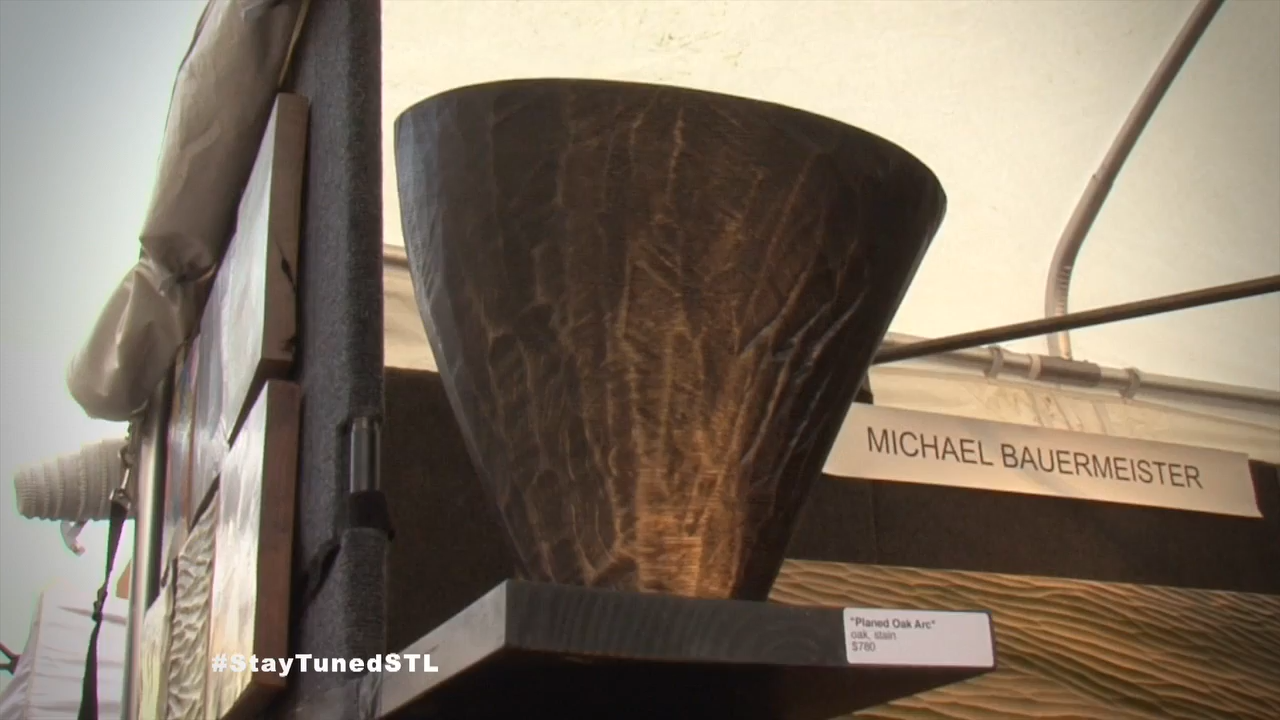 MICHAEL BAUERMEISTER
"Planed Oak Arc"
oak, stain
$780
#StayTunedSTL